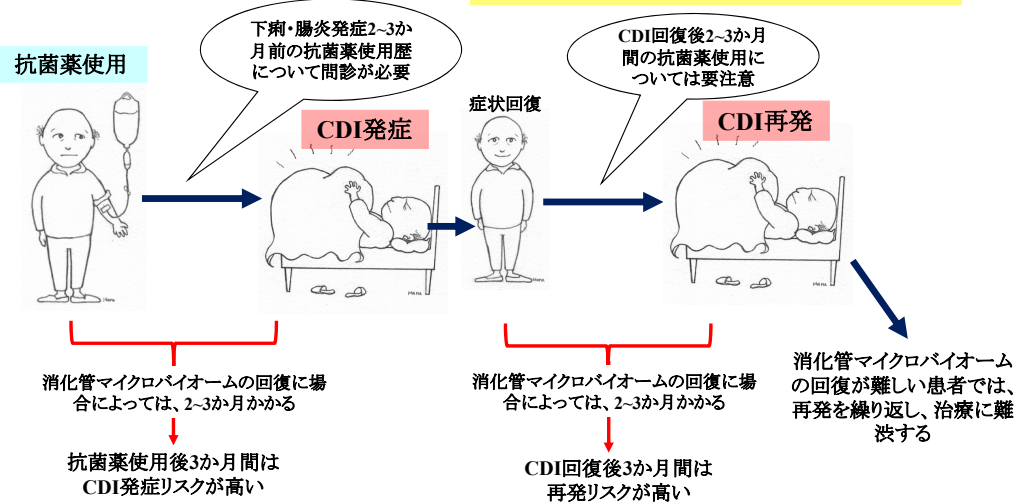 下痢・腸炎発症2~3か
月前の抗菌薬使用歴
について問診が必要
CDI回復後2~3か月
間の抗菌薬使用に
ついては要注意
抗菌薬使用
CDI発症
症状回復
CDI再発
消化管マイクロバイオームの回復に場
合によっては、2~3か月かかる
抗菌薬使用後3か月間は
CDI発症リスクが高い
消化管マイクロバイオームの回復に場
合によっては、2~3か月かかる
CDI回復後3か月間は
再発リスクが高い
消化管マイクロバイオーム
の回復が難しい患者では、
再発を繰り返し、治療に難
渋する